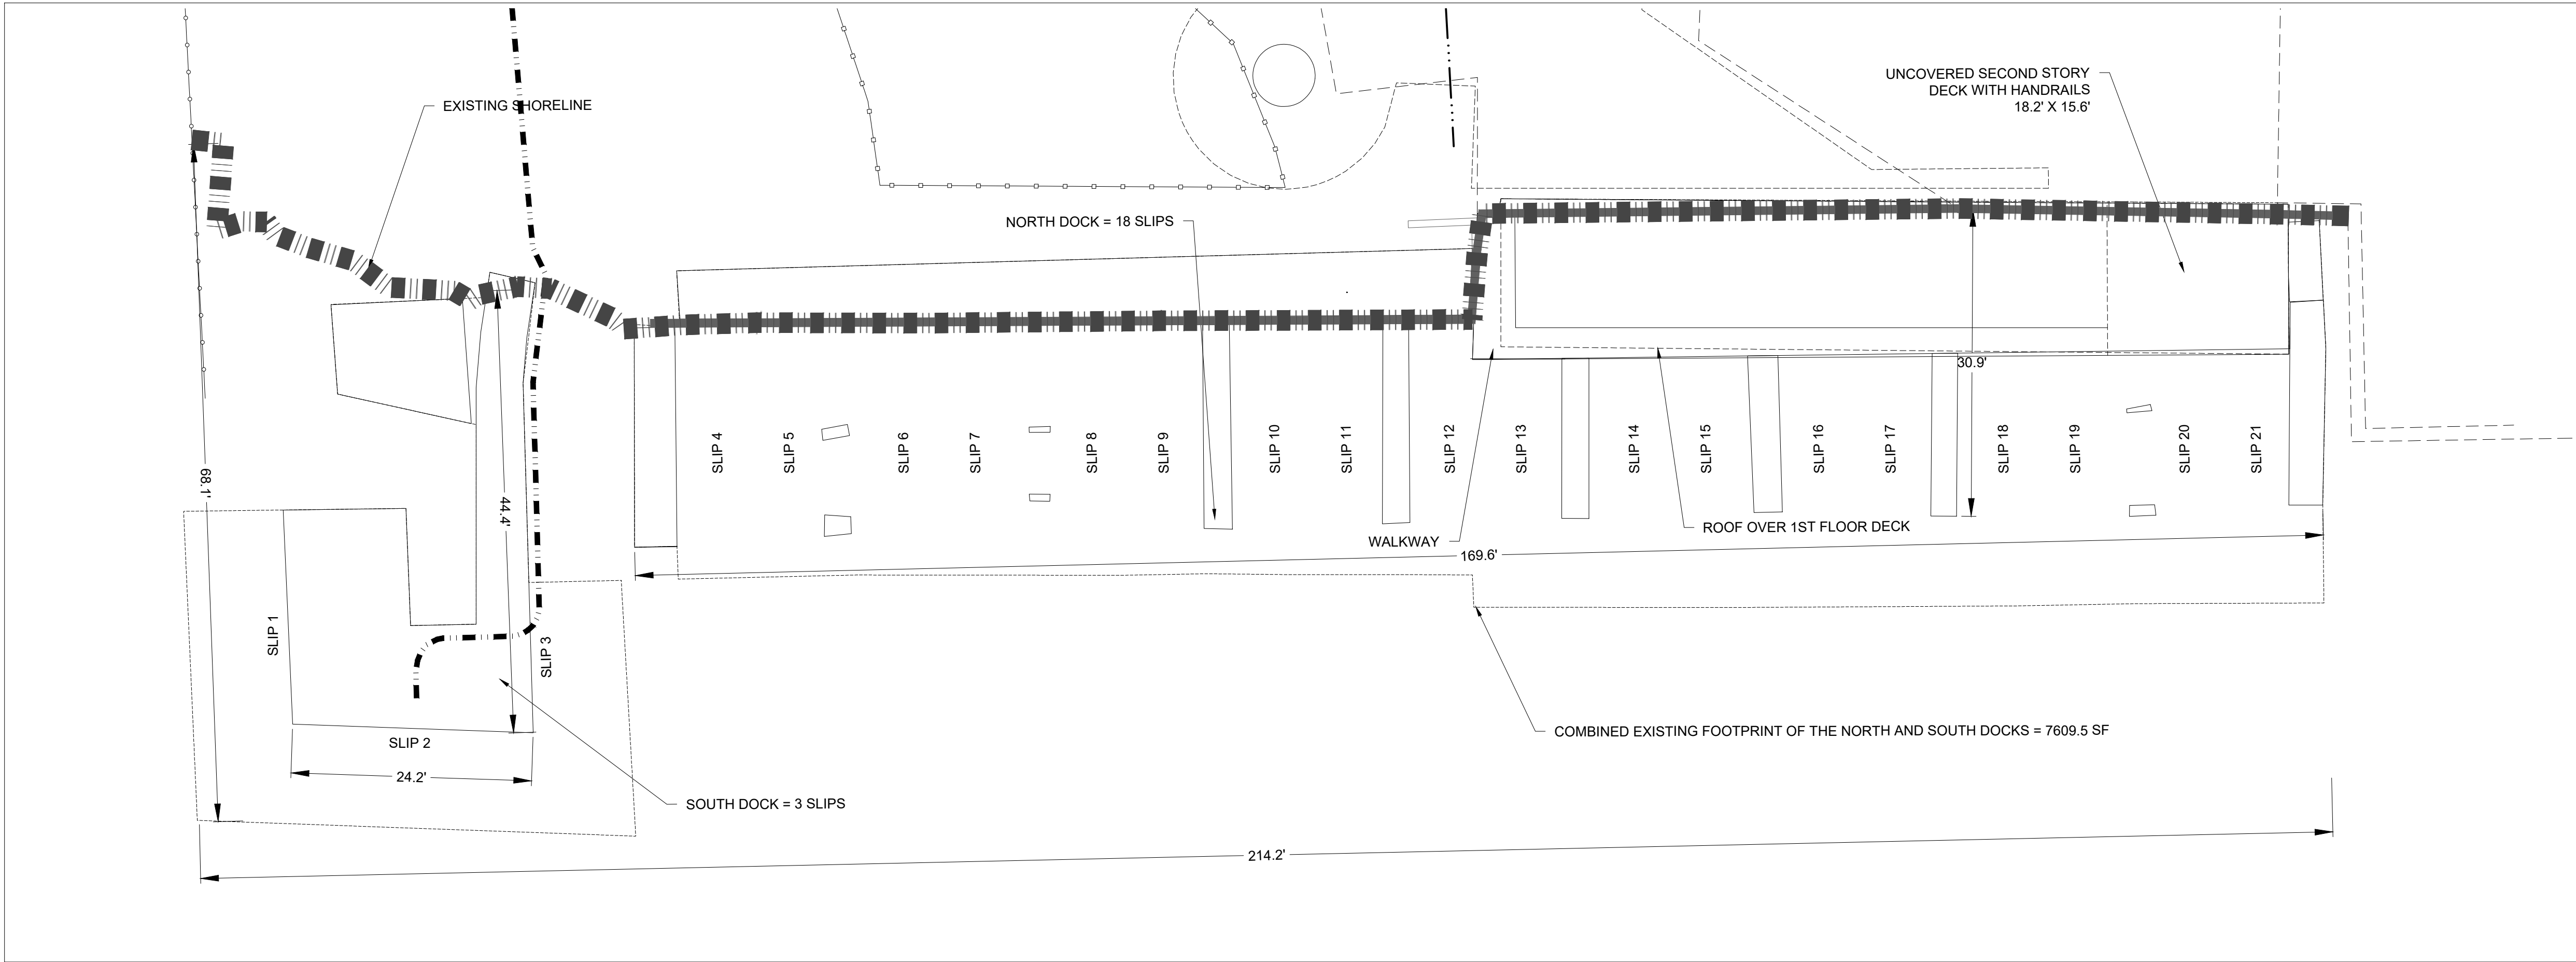 UNCOVERED SECOND STORY
DECK WITH HANDRAILS
18.2' X 15.6'
EXISTING SHORELINE
NORTH DOCK = 18 SLIPS
30.9'
SLIP 4
SLIP 5
SLIP 6
SLIP 7
SLIP 8
SLIP 9
SLIP 10
SLIP 11
SLIP 12
SLIP 13
SLIP 14
SLIP 15
SLIP 16
SLIP 17
SLIP 18
SLIP 19
SLIP 20
SLIP 21
68.1'
44.4'
ROOF OVER 1ST FLOOR DECK
WALKWAY
169.6'
SLIP 1
SLIP 3
SLIP 2
COMBINED EXISTING FOOTPRINT OF THE NORTH AND SOUTH DOCKS = 7609.5 SF
24.2'
SOUTH DOCK = 3 SLIPS
214.2'